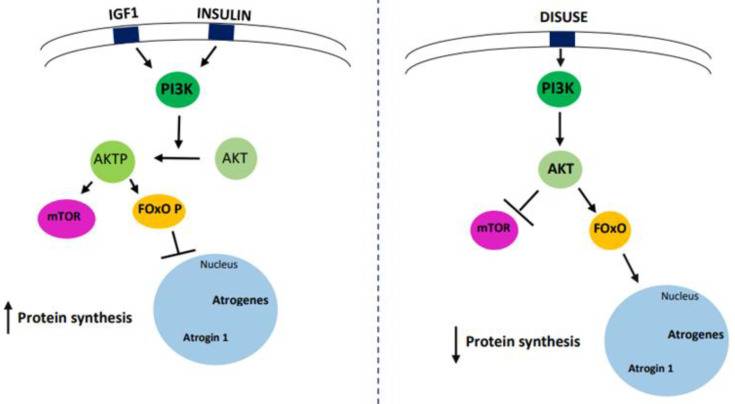 IGF1
INSULIN
PI3K
AKTP
AKT
mTOR
FOxO P
Nucleus
Atrogenes
Atrogin 1
Protein synthesis
DISUSE
PI3K
AKT
mTOR
FOxO
Nucleus
Atrogenes
Atrogin 1
Protein synthesis